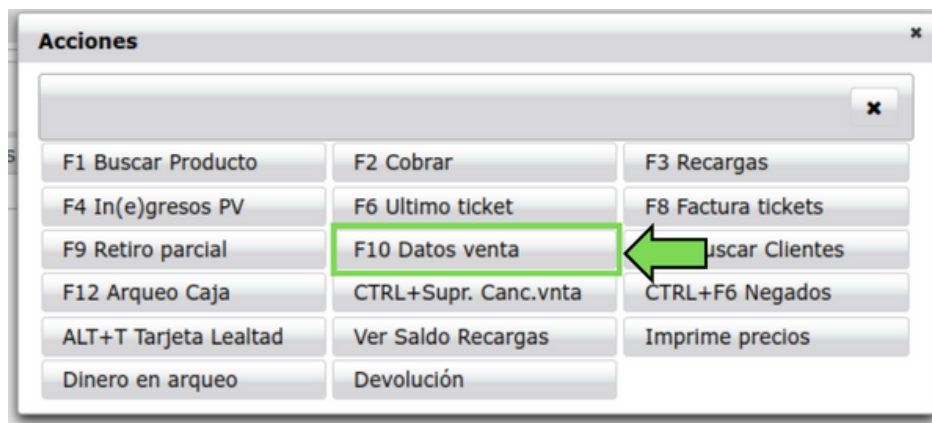 Acciones
F1 Buscar Producto F2 Cobrar F3 Recargas
F4 In(e)gresos PV F6 Ultimo ticket F8 Factura tickets
F9 Retiro parcial F10 Datos venta uscar Clientes
F12 Arqueo Caja CTRL+Supr. Canc.vnta CTRL+F6 Negados
ALT+T Tarjeta Lealtad Ver Saldo Recargas Imprime precios
Dinero en arqueo Devolución